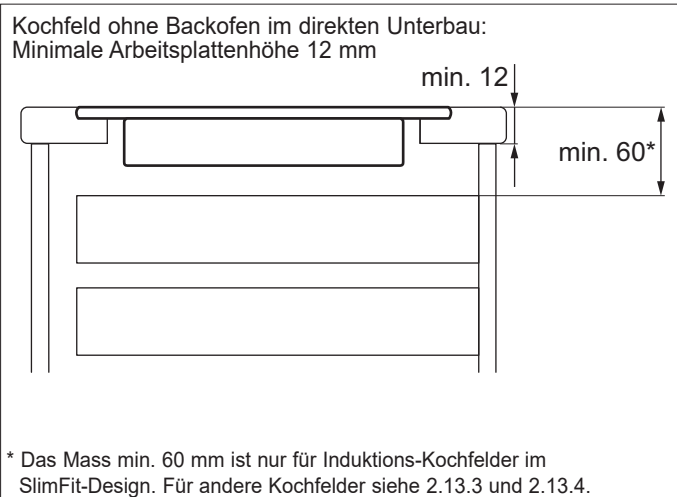 Kochfeld ohne Backofen im direkten Unterbau:
Minimale Arbeitsplattenhöhe 12 mm
min. 12
min. 60*
* Das Mass min. 60 mm ist nur für Induktions-Kochfelder im
SlimFit-Design. Für andere Kochfelder siehe 2.13.3 und 2.13.4.